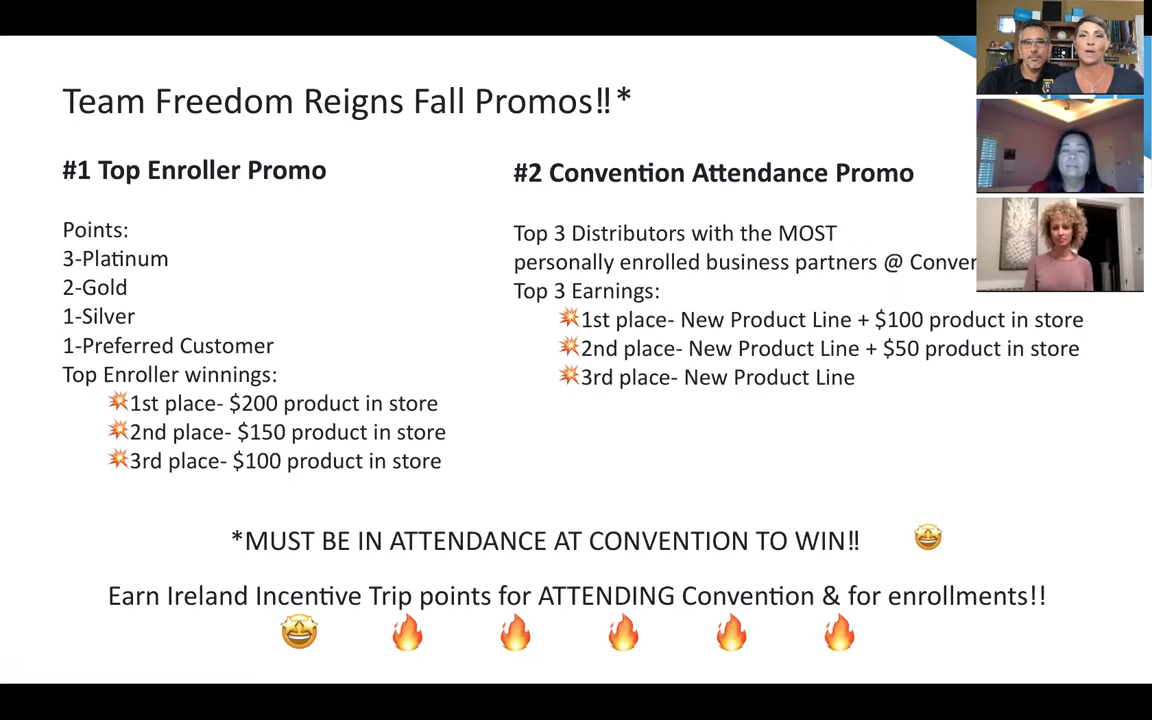 Team Freedom Reigns Fall Promos!!*
#1 Top Enroller Promo
Points:
3-Platinum
2-Gold
1-Silver
1-Preferred Customer
Top Enroller winnings:
💥1st place- $200 product in store
💥2nd place- $150 product in store
💥3rd place- $100 product in store
#2 Convention Attendance Promo
Top 3 Distributors with the MOST
personally enrolled business partners @
Top 3 Earnings:
💥1st place- New Product Line + $100 product in store
💥2nd place- New Product Line + $50 product in store
💥3rd place- New Product Line
*MUST BE IN ATTENDANCE AT CONVENTION TO WIN!! 🤩
Earn Ireland Incentive Trip points for ATTENDING Convention & for enrollments!!
🤩 🔥 🔥 🔥 🔥 🔥